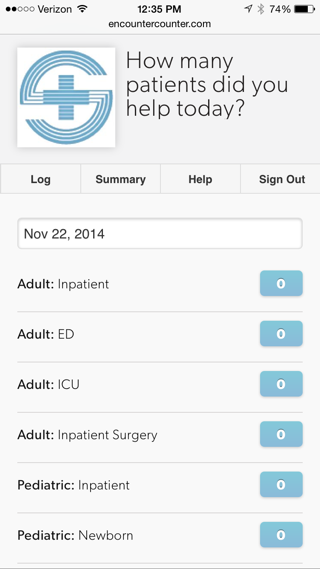 Verizon 12:35 PM 74%
encountercounter.com
How many
patients did you
help today?
Log Summary Help Sign Out
Nov 22, 2014
Adult: Inpatient 0
Adult: ED 0
Adult: ICU 0
Adult: Inpatient Surgery 0
Pediatric: Inpatient 0
Pediatric: Newborn 0